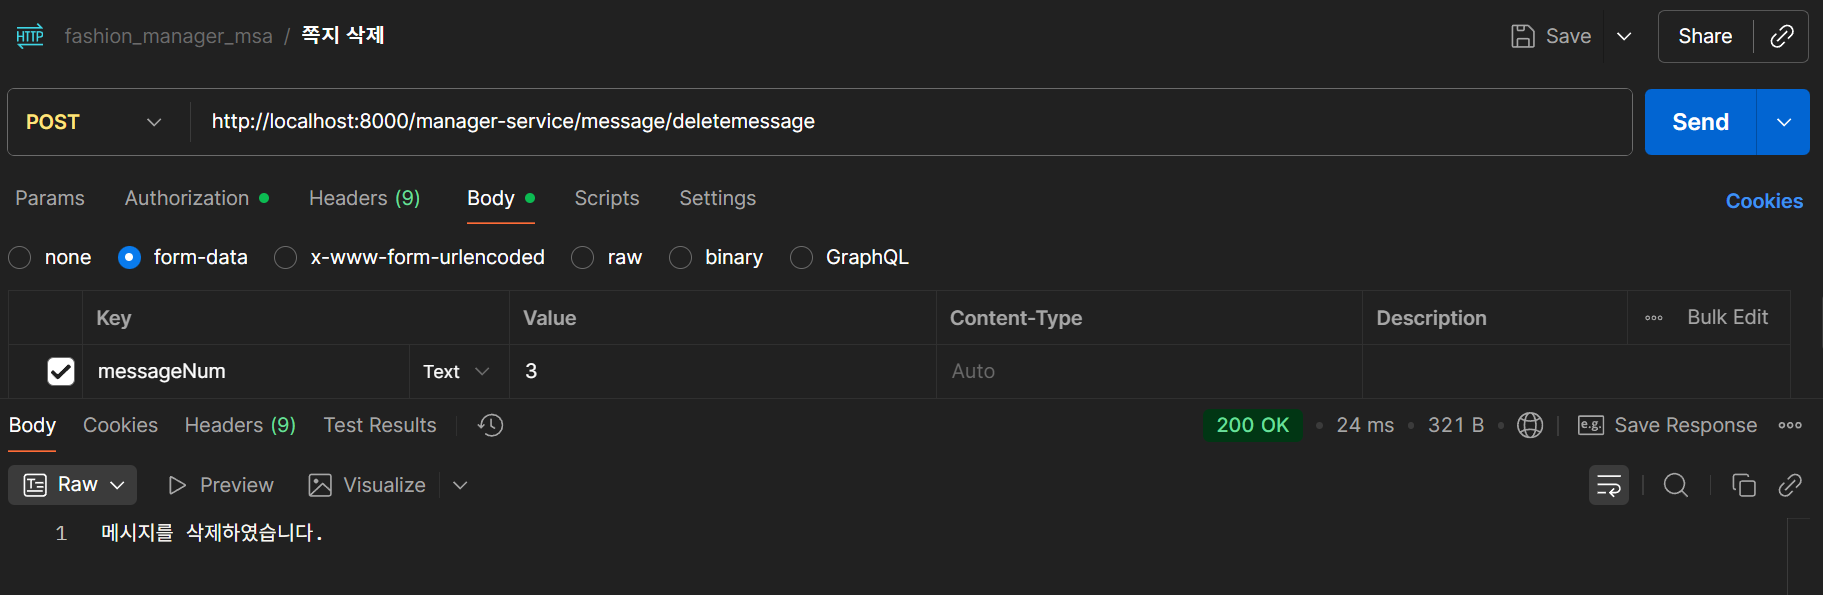 HTTP fashion_manager_msa / 쪽지 삭제 Save Share
POST http://localhost:8000/manager-service/message/deletemessage Send
Params Authorization Headers (9) Body Scripts Settings Cookies
none form-data x-www-form-urlencoded raw binary GraphQL
Key Value Content-Type Description Bulk Edit
messageNum Text 3 Auto
Body Cookies Headers (9) Test Results 200 OK • 24 ms • 321 B • e.g. Save Response
Raw Preview Visualize
1 메시지를 삭제하였습니다.